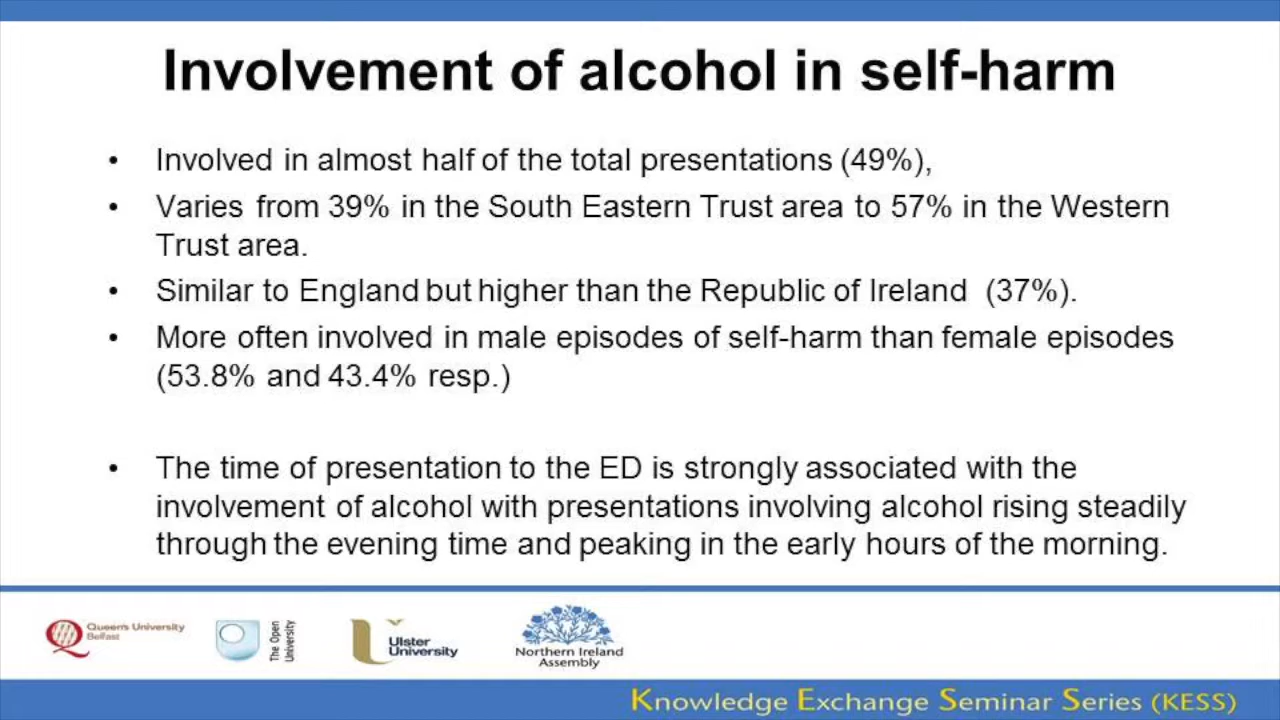 Involvement of alcohol in self-harm
• Involved in almost half of the total presentations (49%),
• Varies from 39% in the South Eastern Trust area to 57% in the Western
Trust area.
• Similar to England but higher than the Republic of Ireland (37%).
• More often involved in male episodes of self-harm than female episodes
(53.8% and 43.4% resp.)
• The time of presentation to the ED is strongly associated with the
involvement of alcohol with presentations involving alcohol rising steadily
through the evening time and peaking in the early hours of the morning.
Queen's University
Belfast
The Open
University
Ulster
University
Northern Ireland
Assembly
Knowledge Exchange Seminar Series (KESS)